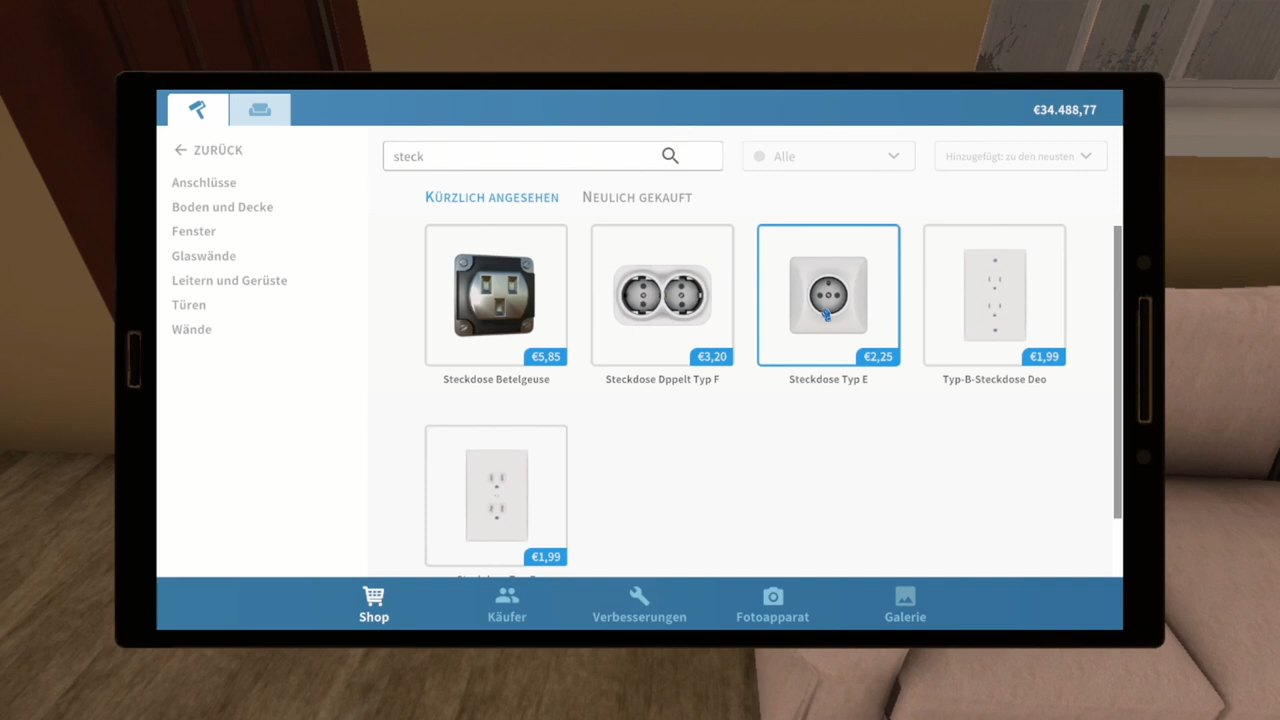 €34.488,77
ZURÜCK
steck
Alle
Hinzugefügt: zu den neusten
Anschlüsse
Boden und Decke
Fenster
Glaswände
Leitern und Gerüste
Türen
Wände
KÜRZLICH ANGESEHEN
NEULICH GEKAUFT
€5,85
€3,20
€2,25
€1,99
Steckdose Betelgeuse
Steckdose Dppelt Typ F
Steckdose Typ E
Typ-B-Steckdose Deo
€1,99
Shop
Käufer
Verbesserungen
Fotoapparat
Galerie